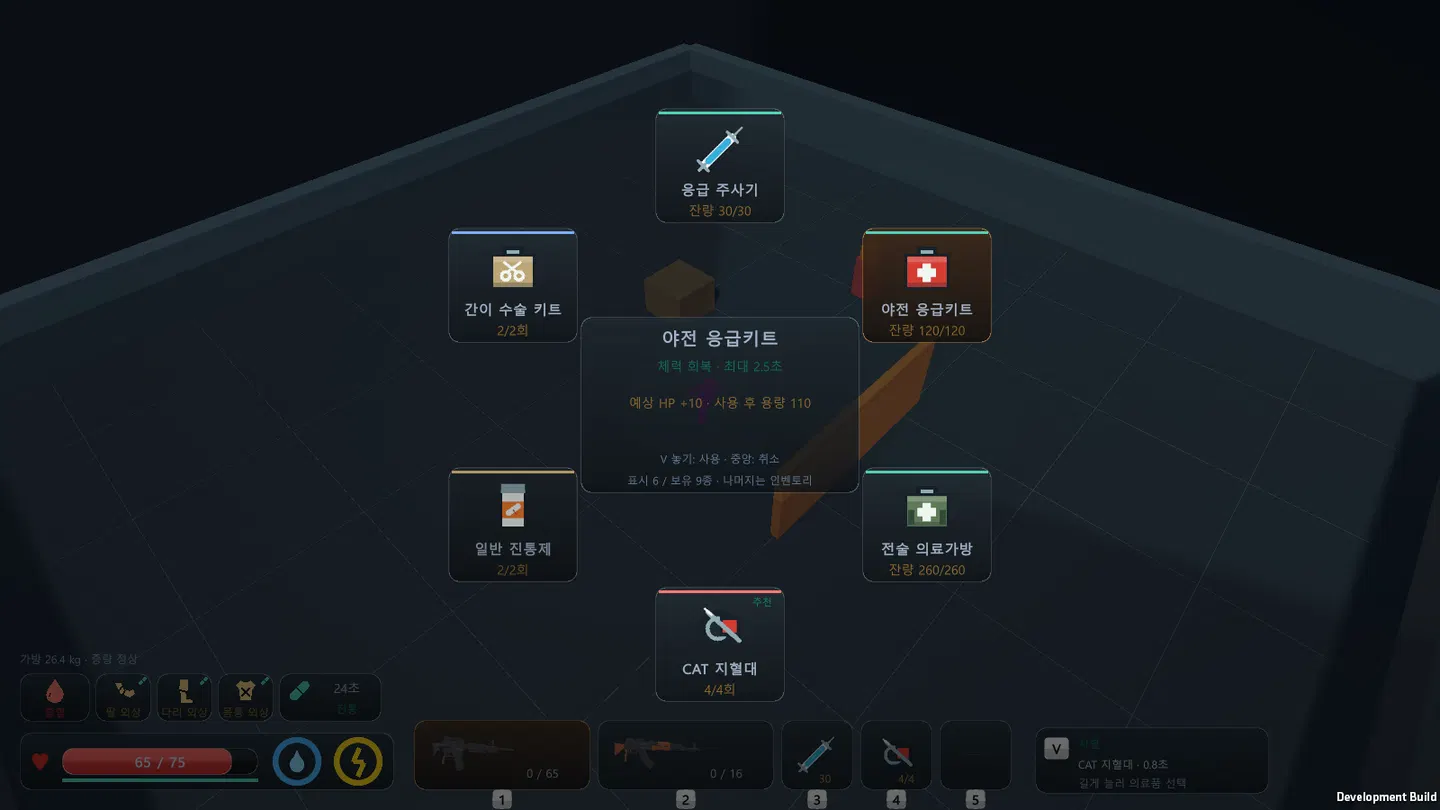 응급 주사기
잔량 30/30
간이 수술 키트
2/2회
야전 응급키트
잔량 120/120
야전 응급키트
체력 회복 · 최대 2.5초
예상 HP +10 · 사용 후 용량 110
V 놓기: 사용 · 중앙: 취소
표시 6 / 보유 9종 · 나머지는 인벤토리
일반 진통제
2/2회
전술 의료가방
잔량 260/260
추천
CAT 지혈대
4/4회
가방 26.4 kg · 중량 정상
출혈
팔 외상
다리 외상
몸통 외상
24초
진통
65 / 75
0 / 65
1
0 / 16
2
30
3
4/4
4
5
V
CAT 지혈대 · 0.8초
길게 눌러 의료품 선택
Development Build